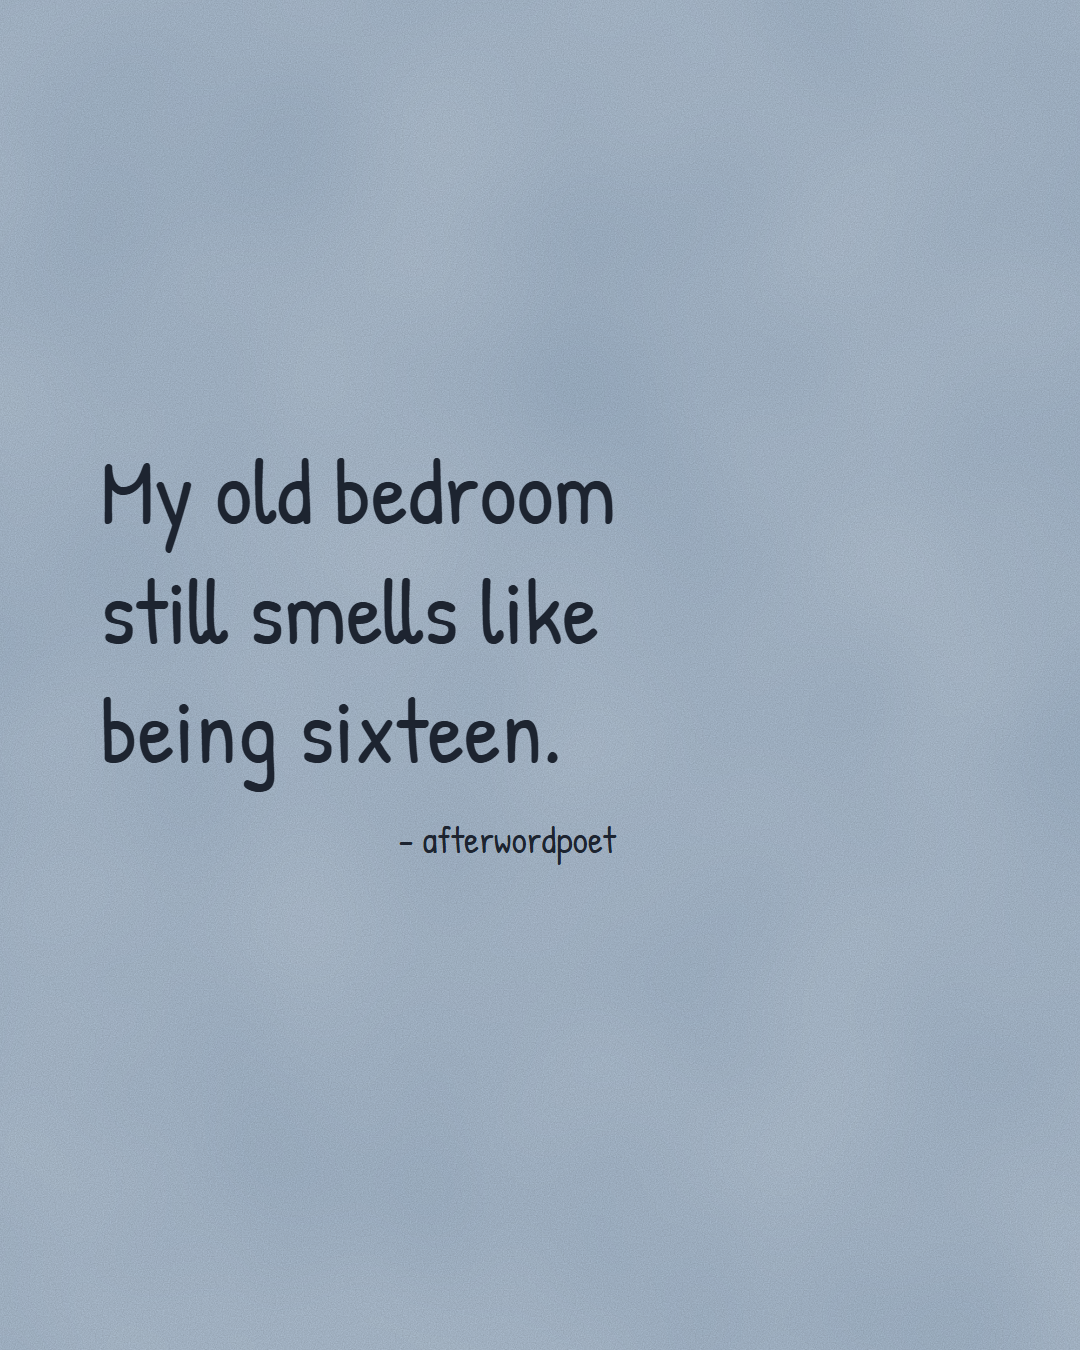 My old bedroom
still smells like
being sixteen.
- afterwordpoet